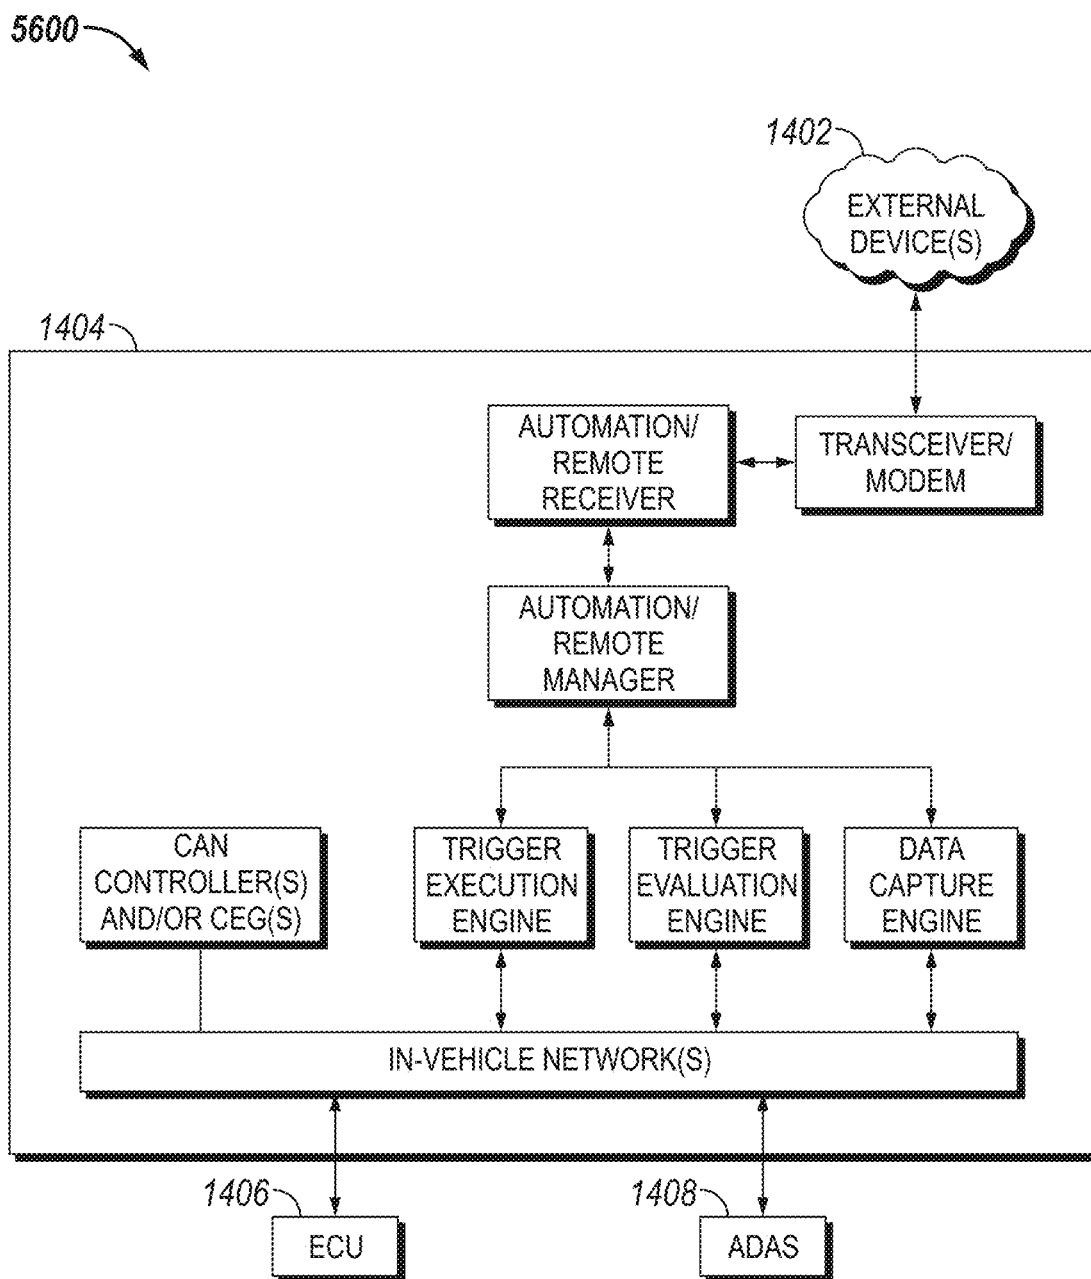 5600
1402
EXTERNAL
DEVICE(S)
1404
AUTOMATION/
REMOTE
RECEIVER
TRANSCEIVER/
MODEM
AUTOMATION/
REMOTE
MANAGER
CAN
CONTROLLER(S)
AND/OR CEG(S)
TRIGGER
EXECUTION
ENGINE
TRIGGER
EVALUATION
ENGINE
DATA
CAPTURE
ENGINE
IN-VEHICLE NETWORK(S)
1406
ECU
1408
ADAS